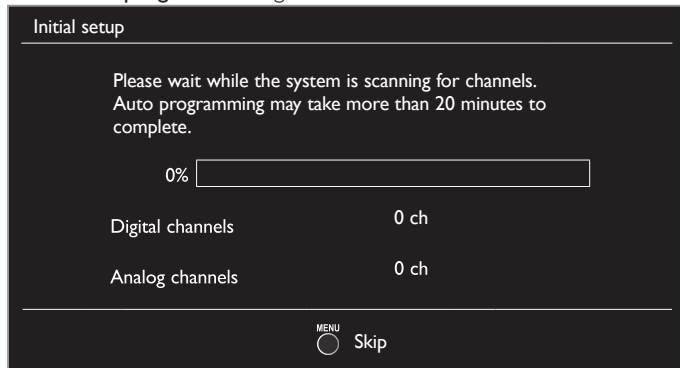 Initial setup
Please wait while the system is scanning for channels.
Auto programming may take more than 20 minutes to
complete.
0%
Digital channels 0 ch
Analog channels 0 ch
MENU
Skip